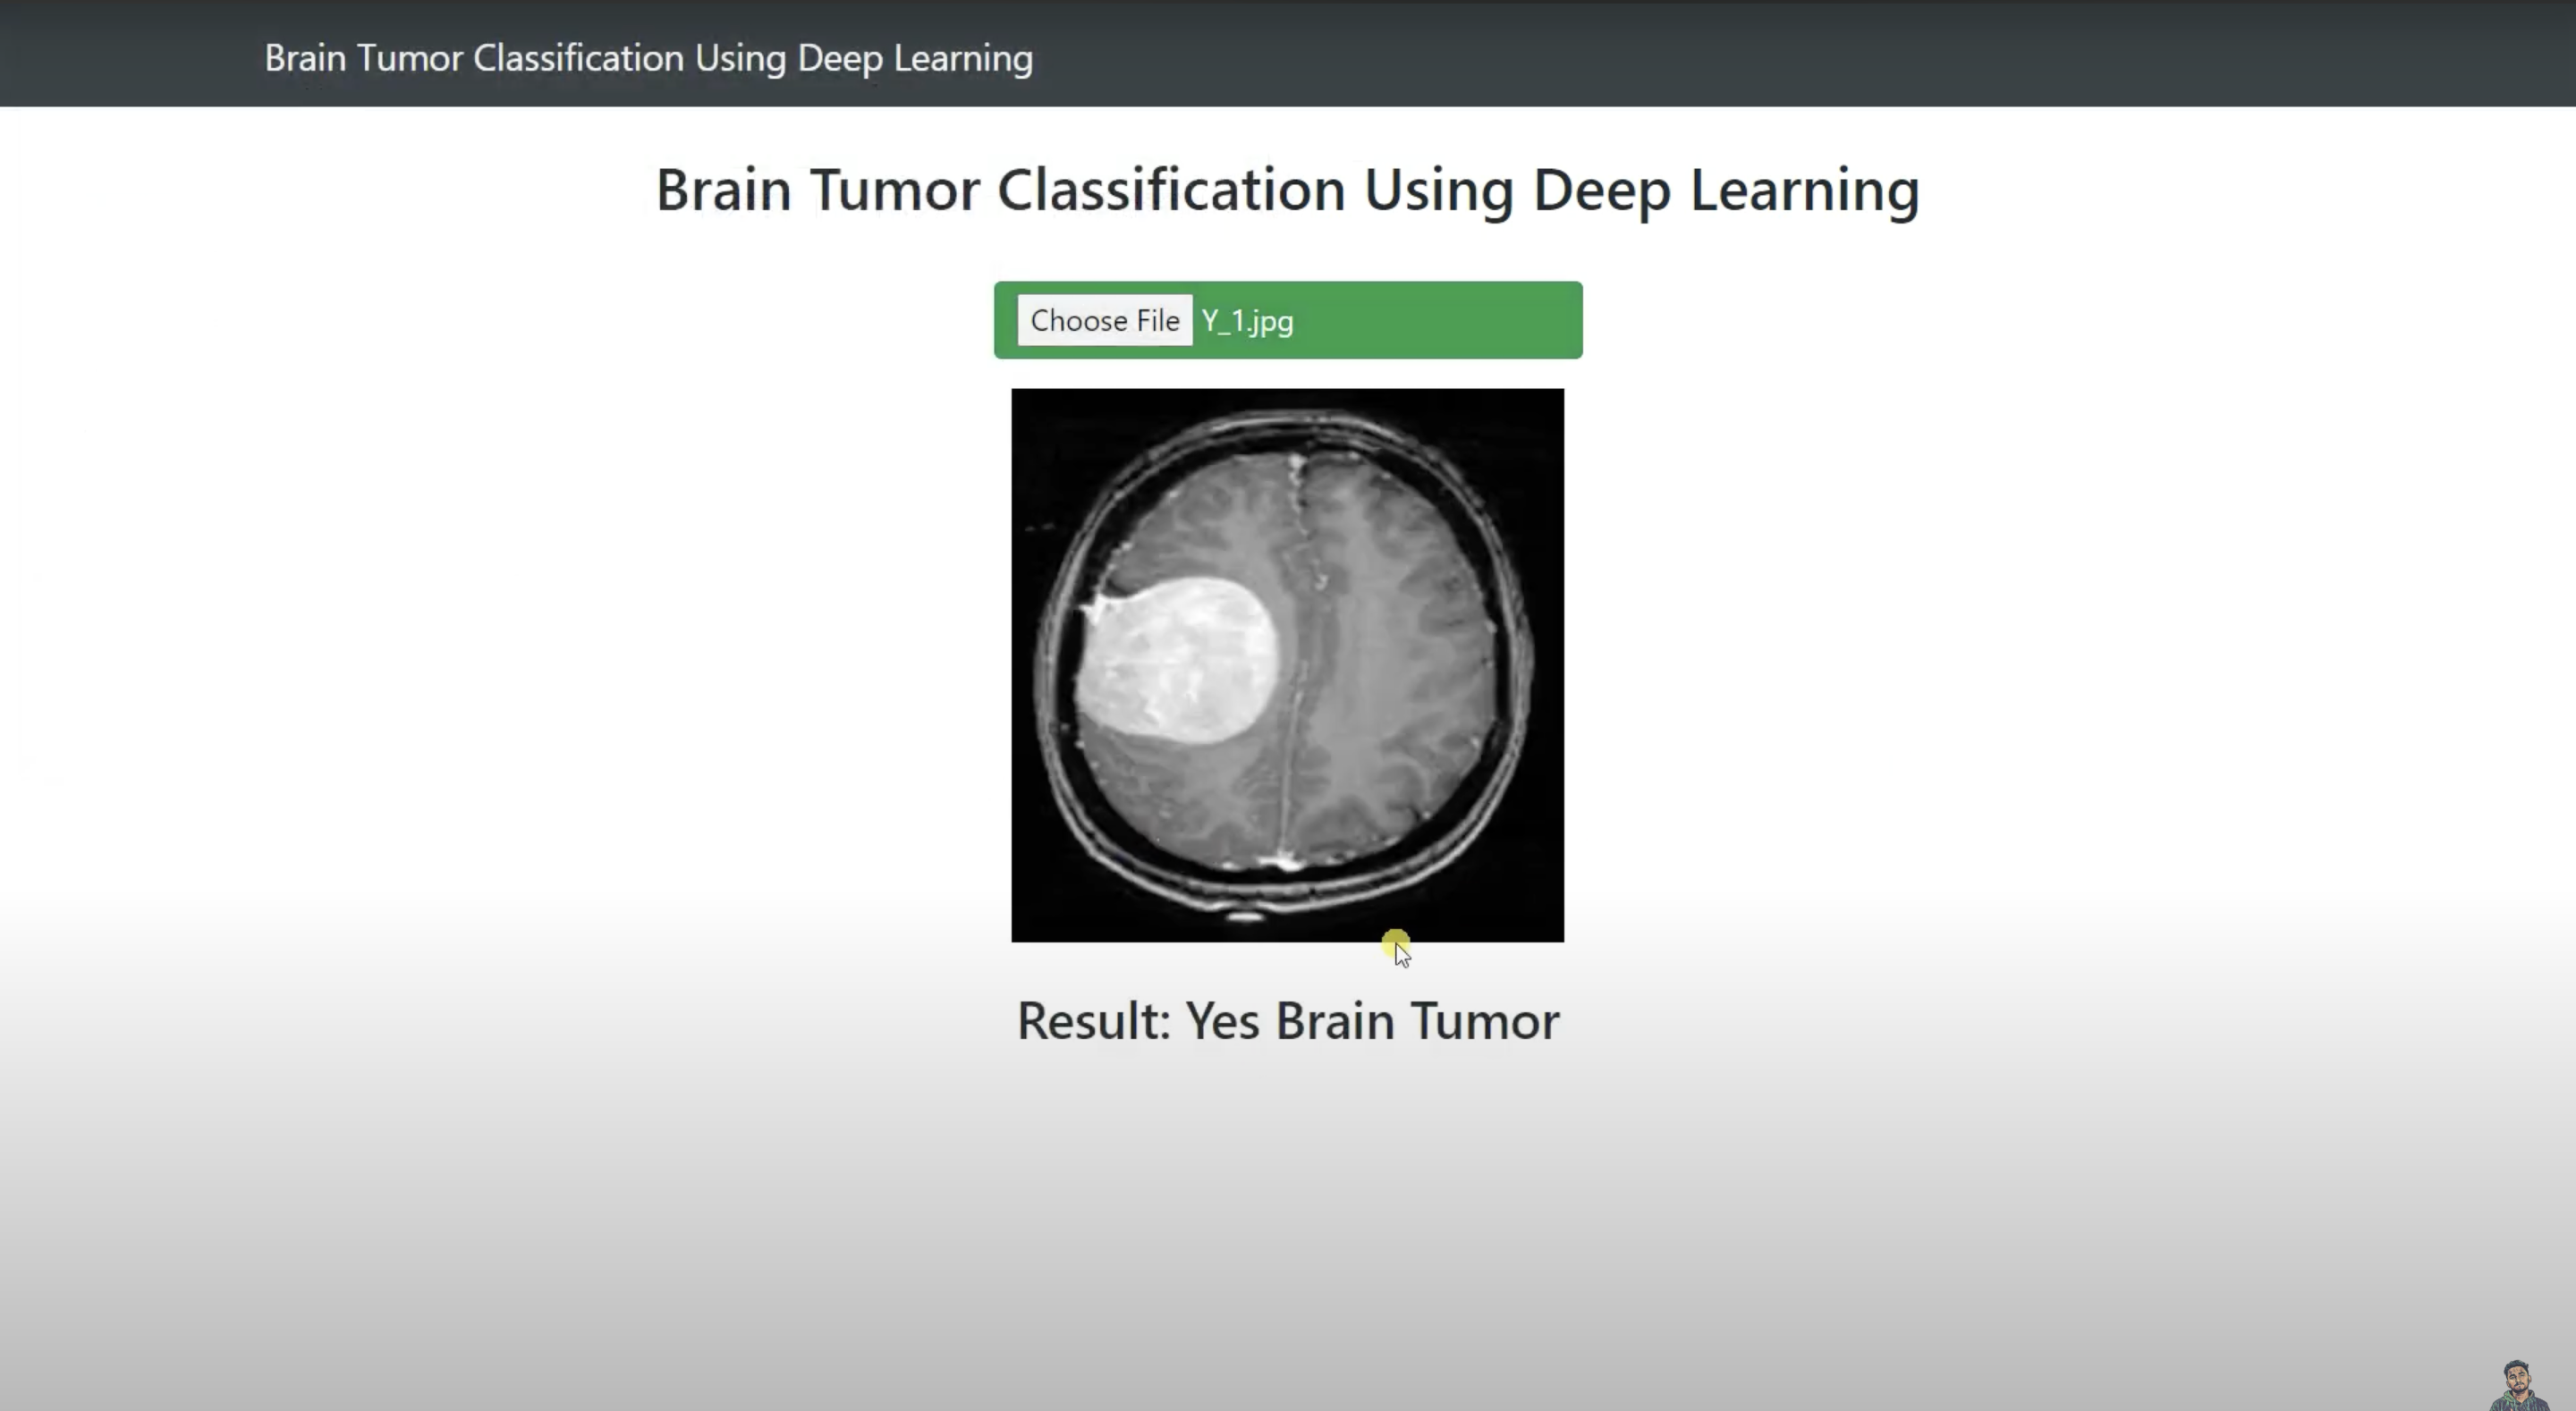 Brain Tumor Classification Using Deep Learning
Brain Tumor Classification Using Deep Learning
Choose File Y_1.jpg
Result: Yes Brain Tumor